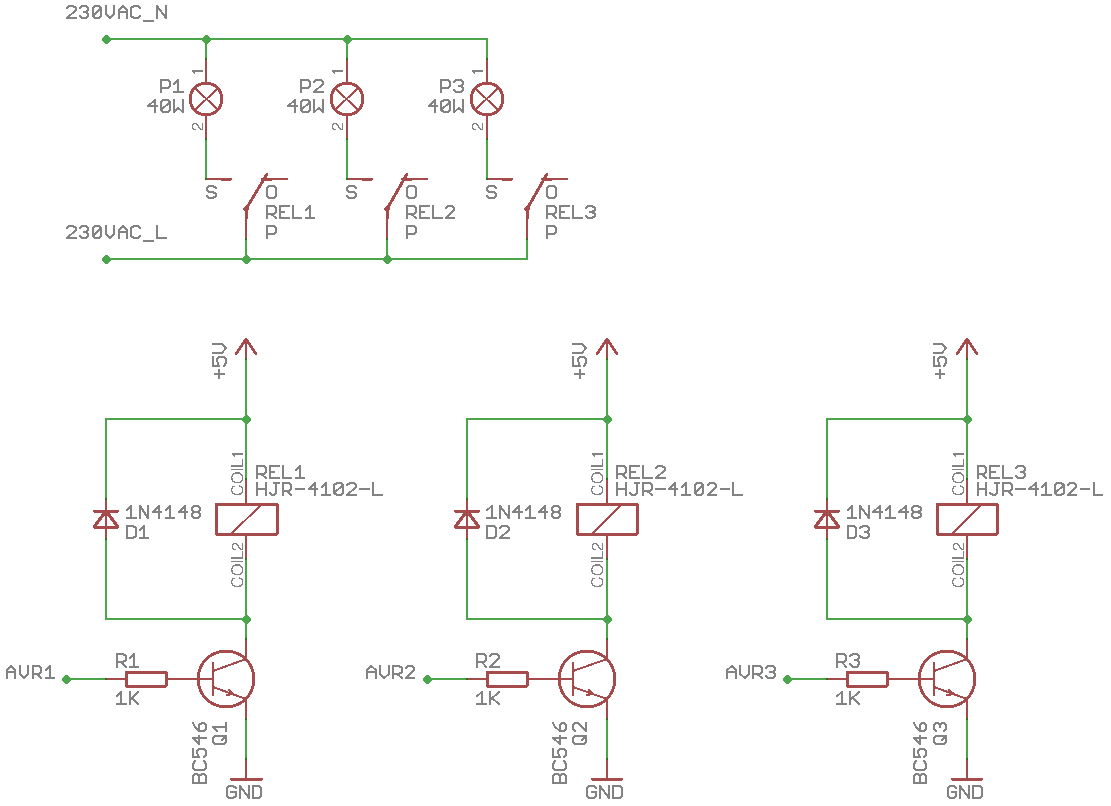 230VAC_N
1 1 1
P1 P2 P3
40W 40W 40W
2 2 2
S O S O S O
REL1 REL2 REL3
230VAC_L P P P
+5V +5V +5V
COIL1 REL1 COIL1 REL2 COIL1 REL3
HJR-4102-L HJR-4102-L HJR-4102-L
1N4148 1N4148 1N4148
D1 D2 D3
COIL2 COIL2 COIL2
AVR1 R1 AVR2 R2 AVR3 R3
1K 1K 1K
BC546 Q1 BC546 Q2 BC546 Q3
GND GND GND